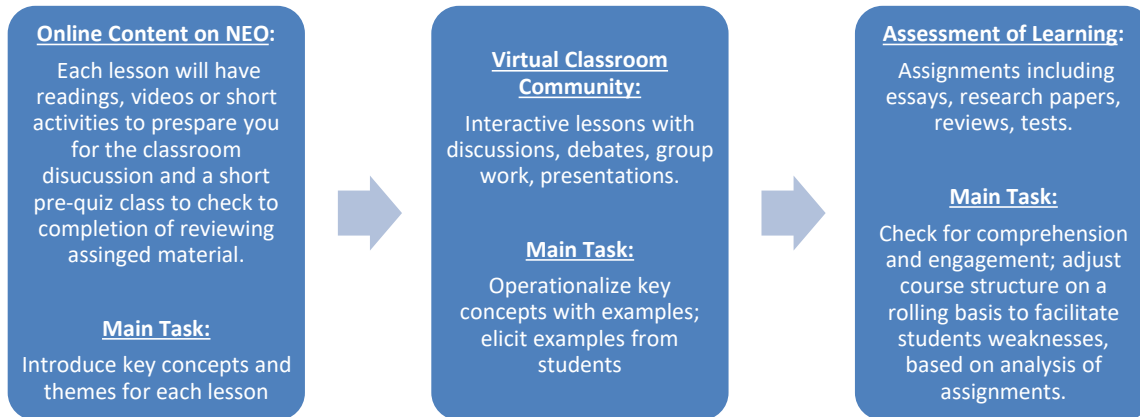 Online Content on NEO:
Each lesson will have
readings, videos or short
activities to prespare you
for the classroom
disucussion and a short
pre-quiz class to check to
completion of reviewing
assinged material.
Main Task:
Introduce key concepts and
themes for each lesson
Virtual Classroom
Community:
Interactive lessons with
discussions, debates, group
work, presentations.
Main Task:
Operationalize key
concepts with examples;
elicit examples from
students
Assessment of Learning:
Assignments including
essays, research papers,
reviews, tests.
Main Task:
Check for comprehension
and engagement; adjust
course structure on a
rolling basis to facilitate
students weaknesses,
based on analysis of
assignments.